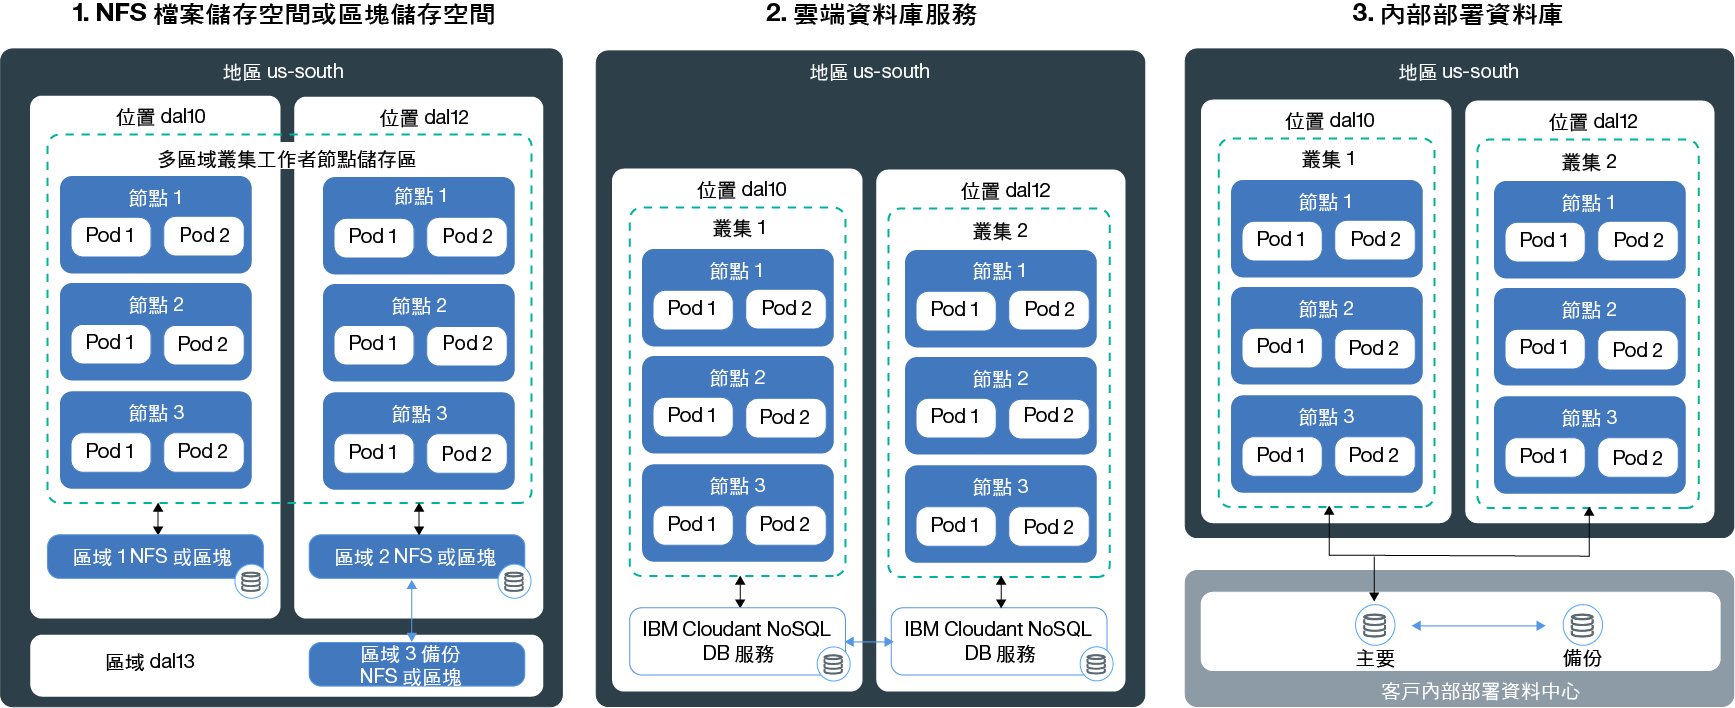 1. NFS 檔案儲存空間或區塊儲存空間
地區 us-south
位置 dal10
位置 dal12
多區域叢集工作者節點儲存區
節點 1
Pod 1
Pod 2
節點 1
Pod 1
Pod 2
節點 2
Pod 1
Pod 2
節點 2
Pod 1
Pod 2
節點 3
Pod 1
Pod 2
節點 3
Pod 1
Pod 2
區域 1 NFS 或區塊
區域 2 NFS 或區塊
區域 dal13
區域 3 備份
NFS 或區塊
2. 雲端資料庫服務
地區 us-south
位置 dal10
叢集 1
節點 1
Pod 1
Pod 2
節點 2
Pod 1
Pod 2
節點 3
Pod 1
Pod 2
IBM Cloudant NoSQL
DB 服務
位置 dal12
叢集 2
節點 1
Pod 1
Pod 2
節點 2
Pod 1
Pod 2
節點 3
Pod 1
Pod 2
IBM Cloudant NoSQL
DB 服務
3. 內部部署資料庫
地區 us-south
位置 dal10
叢集 1
節點 1
Pod 1
Pod 2
節點 2
Pod 1
Pod 2
節點 3
Pod 1
Pod 2
位置 dal12
叢集 2
節點 1
Pod 1
Pod 2
節點 2
Pod 1
Pod 2
節點 3
Pod 1
Pod 2
主要
備份
客戶內部部署資料中心